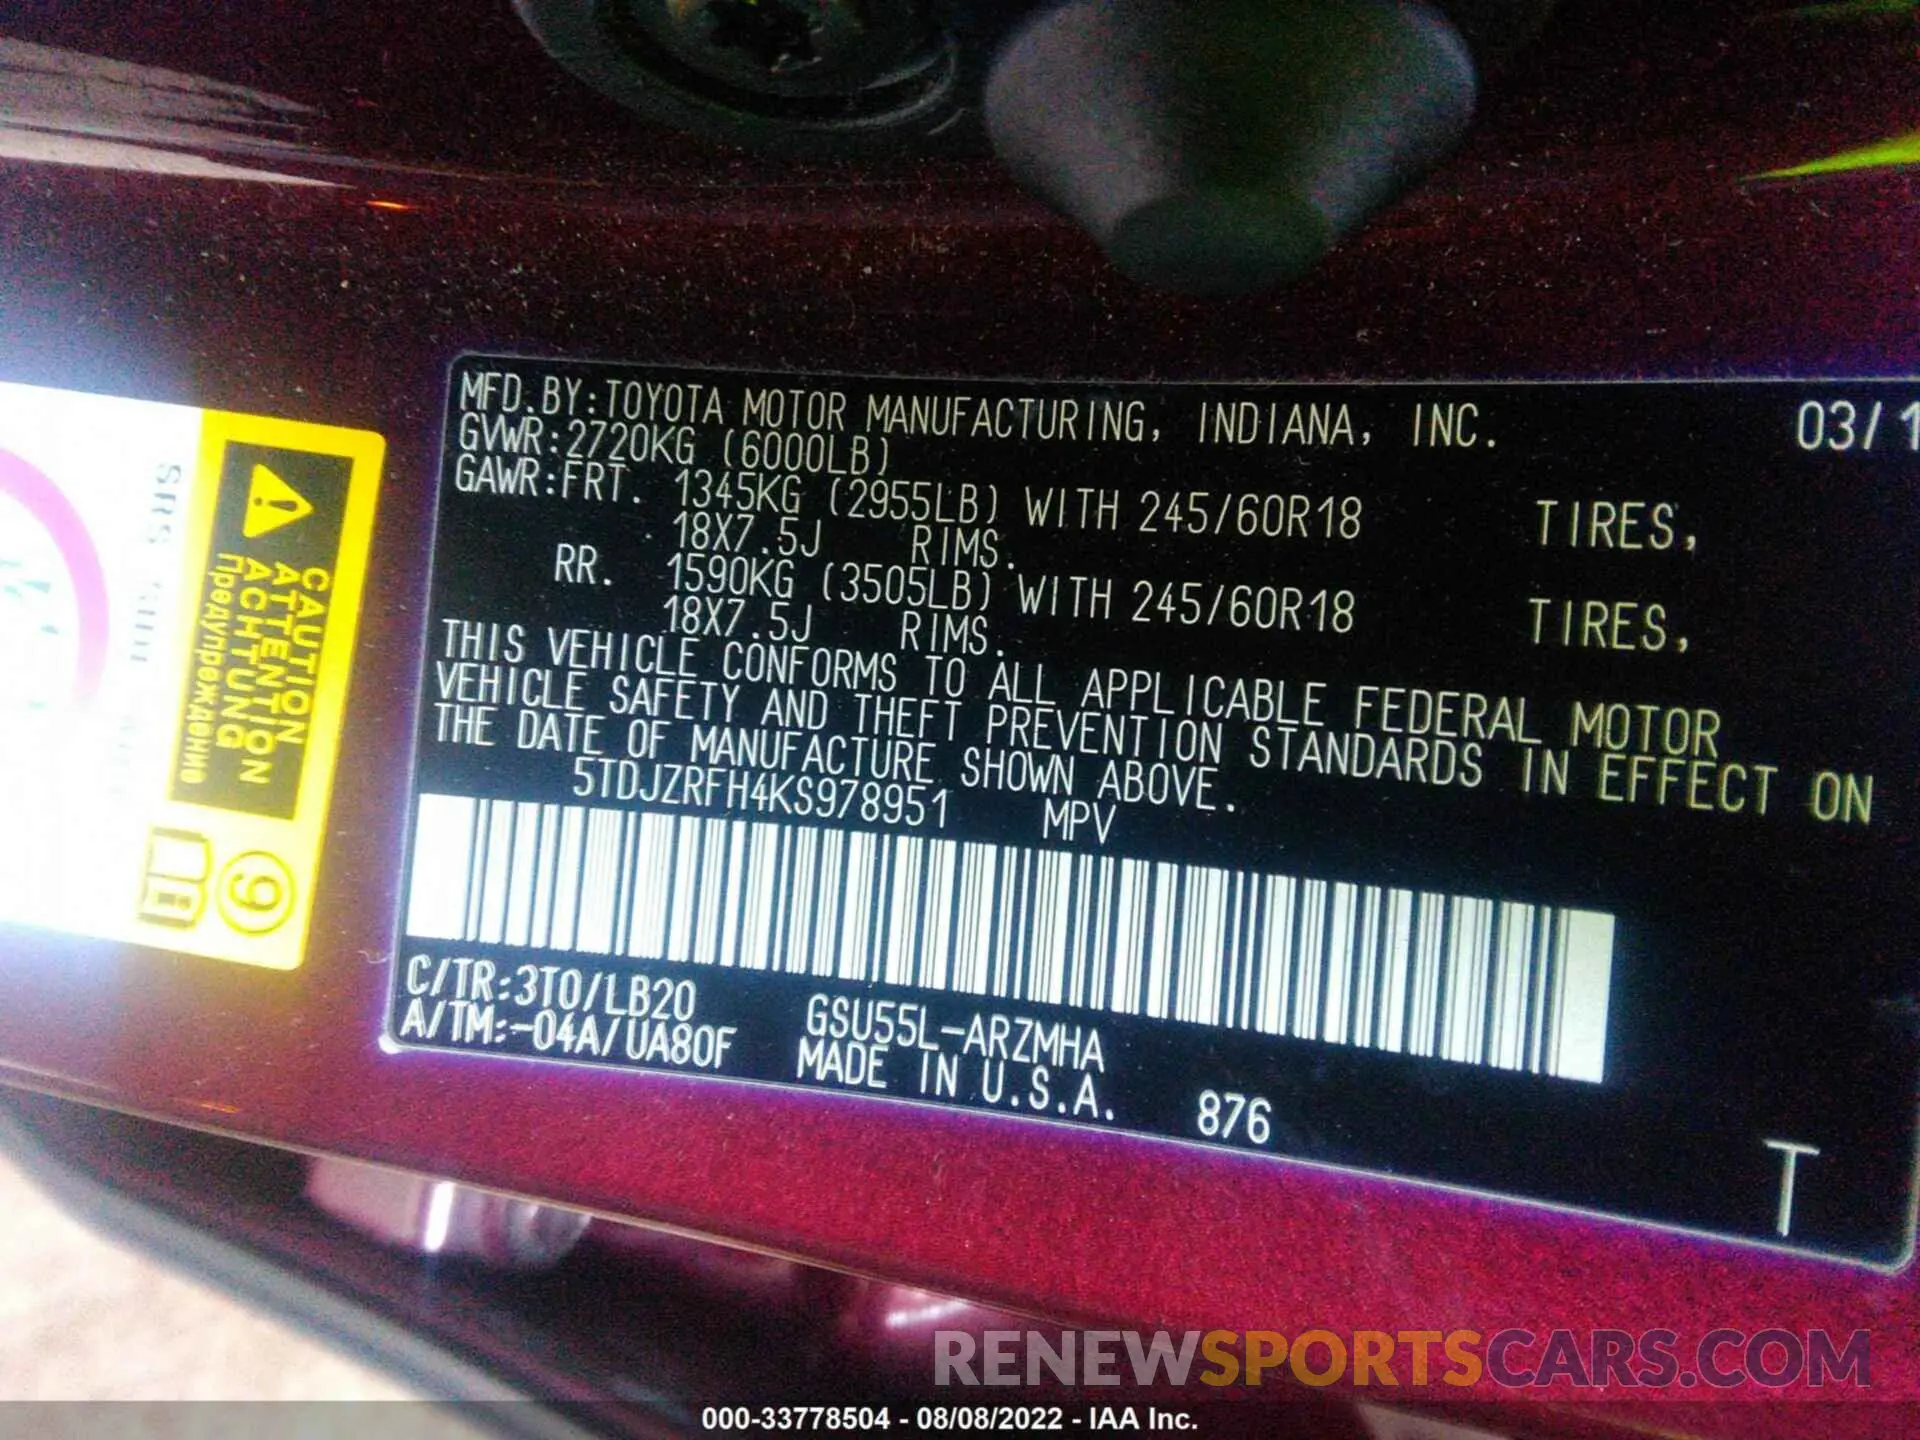 MFD.BY:TOYOTA MOTOR MANUFACTURING, INDIANA, INC. 03/1
GVWR:2720KG (6000LB)
GAWR:FRT. 1345KG (2955LB) WITH 245/60R18 TIRES,
18X7.5J RIMS.
RR. 1590KG (3505LB) WITH 245/60R18 TIRES,
18X7.5J RIMS.
THIS VEHICLE CONFORMS TO ALL APPLICABLE FEDERAL MOTOR
VEHICLE SAFETY AND THEFT PREVENTION STANDARDS IN EFFECT ON
THE DATE OF MANUFACTURE SHOWN ABOVE.
5TDJZRFH4KS978951 MPV
C/TR:3T0/LB20 GSU55L-ARZMHA
A/TM:-04A/UA80F MADE IN U.S.A. 876
T
CAUTION
ATTENTION
ACHTUNG
Предупреждение
9
SRS
RENEWSPORTSCARS.COM
000-33778504 - 08/08/2022 - IAA Inc.